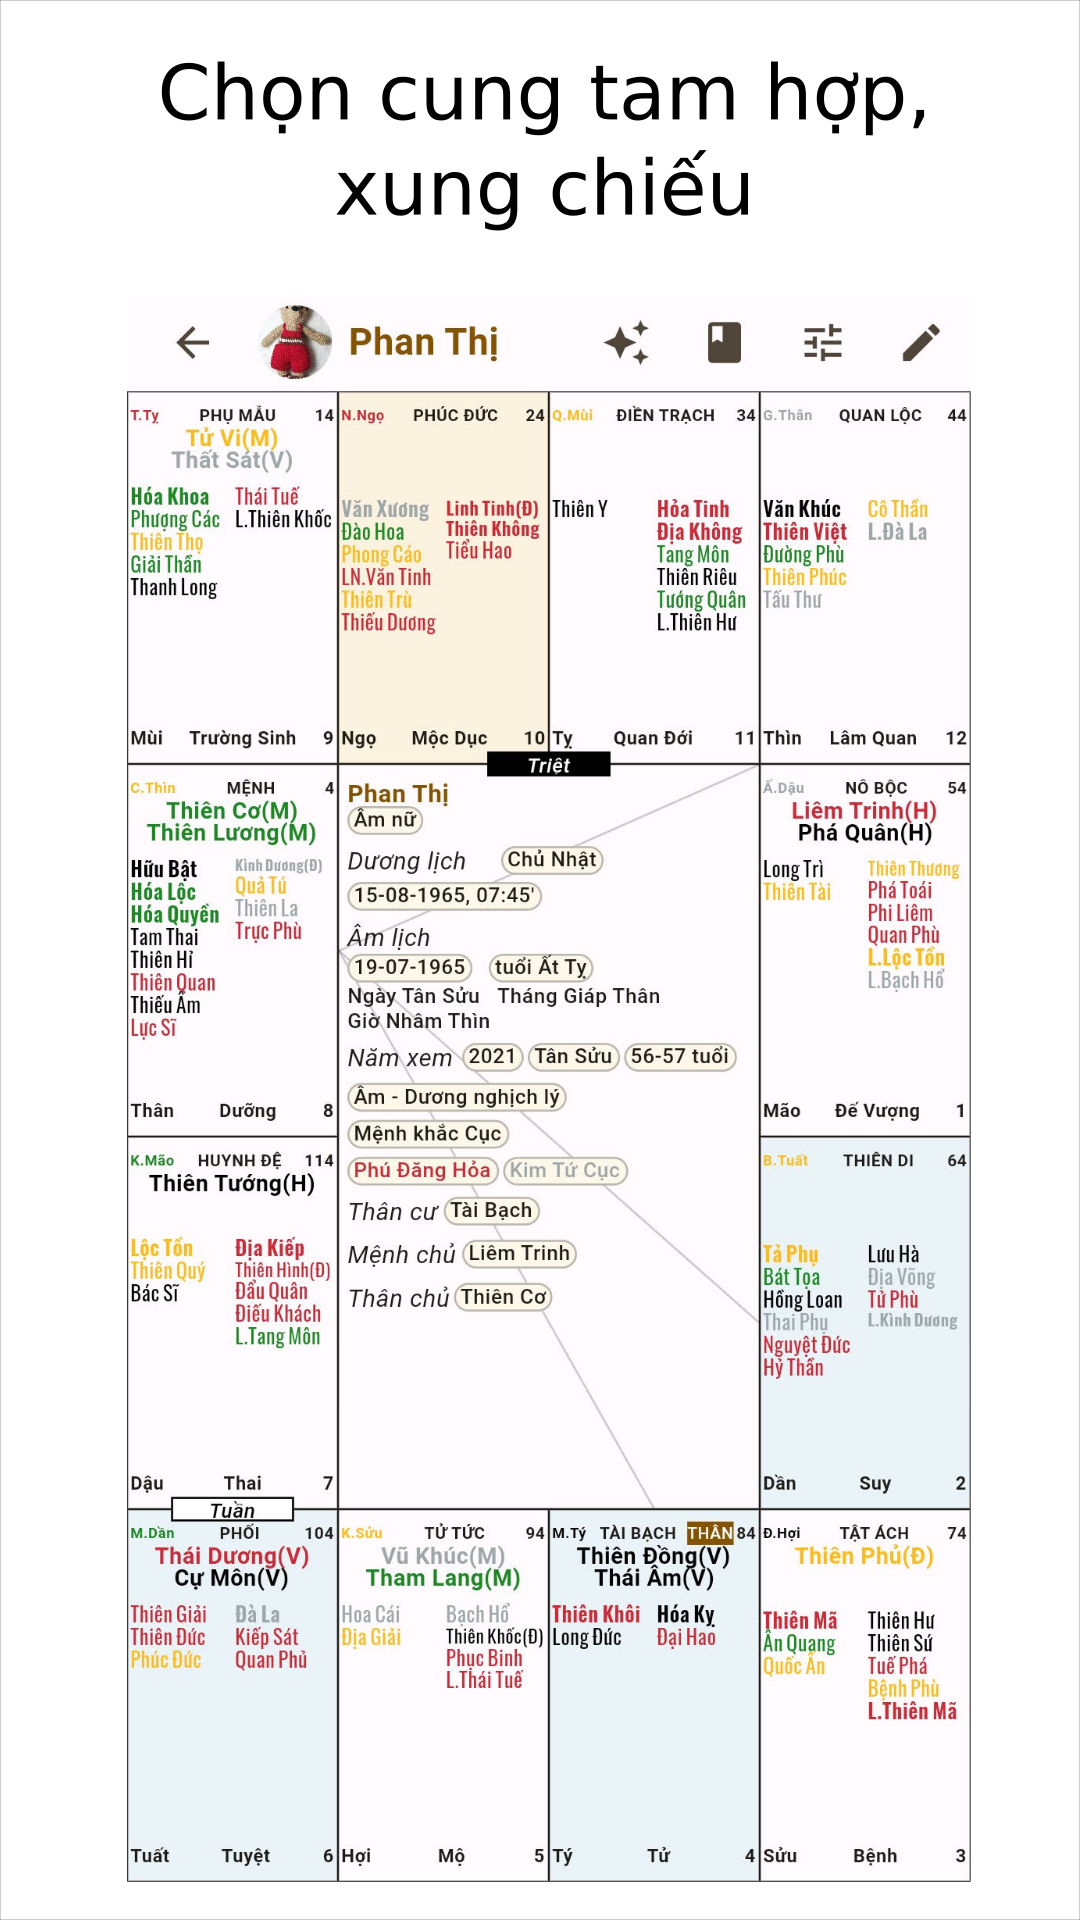 Chọn cung tam hợp,
xung chiếu
Phan Thị
T.Tỵ PHỤ MẪU 14
Tử Vi(M)
Thất Sát(V)
Hóa Khoa Thái Tuế
Phượng Các L.Thiên Khốc
Thiên Thọ
Giải Thần
Thanh Long
Mùi Trường Sinh 9
N.Ngọ PHÚC ĐỨC 24
Văn Xương Linh Tinh(Đ)
Đào Hoa Thiên Không
Phong Cáo Tiểu Hao
LN.Văn Tinh
Thiên Trù
Thiếu Dương
Ngọ Mộc Dục 10
Q.Mùi ĐIỀN TRẠCH 34
Thiên Y Hỏa Tinh
Địa Không
Tang Môn
Thiên Riêu
Tướng Quân
L.Thiên Hư
Tỵ Quan Đới 11
G.Thân QUAN LỘC 44
Văn Khúc Cô Thần
Thiên Việt L.Đà La
Đường Phù
Thiên Phúc
Tấu Thư
Thìn Lâm Quan 12
Triệt
C.Thìn MỆNH 4
Thiên Cơ(M)
Thiên Lương(M)
Hữu Bật Kình Dương(Đ)
Hóa Lộc Quả Tú
Hóa Quyền Thiên La
Tam Thai Trực Phù
Thiên Hỉ
Thiên Quan
Thiếu Âm
Lực Sĩ
Thân Dưỡng 8
Phan Thị
Âm nữ
Dương lịch Chủ Nhật
15-08-1965, 07:45'
Âm lịch
19-07-1965 tuổi Ất Tỵ
Ngày Tân Sửu Tháng Giáp Thân
Giờ Nhâm Thìn
Năm xem 2021 Tân Sửu 56-57 tuổi
Âm - Dương nghịch lý
Mệnh khắc Cục
Phú Đăng Hỏa Kim Tứ Cục
Thân cư Tài Bạch
Mệnh chủ Liêm Trinh
Thân chủ Thiên Cơ
Ấ.Dậu NÔ BỘC 54
Liêm Trinh(H)
Phá Quân(H)
Long Trì Thiên Thương
Thiên Tài Phá Toái
Phi Liêm
Quan Phù
L.Lộc Tồn
L.Bạch Hổ
Mão Đế Vượng 1
K.Mão HUYNH ĐỆ 114
Thiên Tướng(H)
Lộc Tồn Địa Kiếp
Thiên Quý Thiên Hình(Đ)
Bác Sĩ Đẩu Quân
Điếu Khách
L.Tang Môn
Dậu Thai 7
B.Tuất THIÊN DI 64
Tả Phụ Lưu Hà
Bát Tọa Địa Võng
Hồng Loan Tử Phù
Thai Phụ L.Kình Dương
Nguyệt Đức
Hỷ Thần
Dần Suy 2
Tuần
M.Dần PHỐI 104
Thái Dương(V)
Cự Môn(V)
Thiên Giải Đà La
Thiên Đức Kiếp Sát
Phúc Đức Quan Phủ
Tuất Tuyệt 6
K.Sửu TỬ TỨC 94
Vũ Khúc(M)
Tham Lang(M)
Hoa Cái Bạch Hổ
Địa Giải Thiên Khốc(Đ)
Phục Binh
L.Thái Tuế
Hợi Mộ 5
M.Tý TÀI BẠCH THÂN 84
Thiên Đồng(V)
Thái Âm(V)
Thiên Khôi Hóa Kỵ
Long Đức Đại Hao
Tý Tử 4
Đ.Hợi TẬT ÁCH 74
Thiên Phủ(Đ)
Thiên Mã Thiên Hư
Ân Quang Thiên Sứ
Quốc Ấn Tuế Phá
Bệnh Phù
L.Thiên Mã
Sửu Bệnh 3